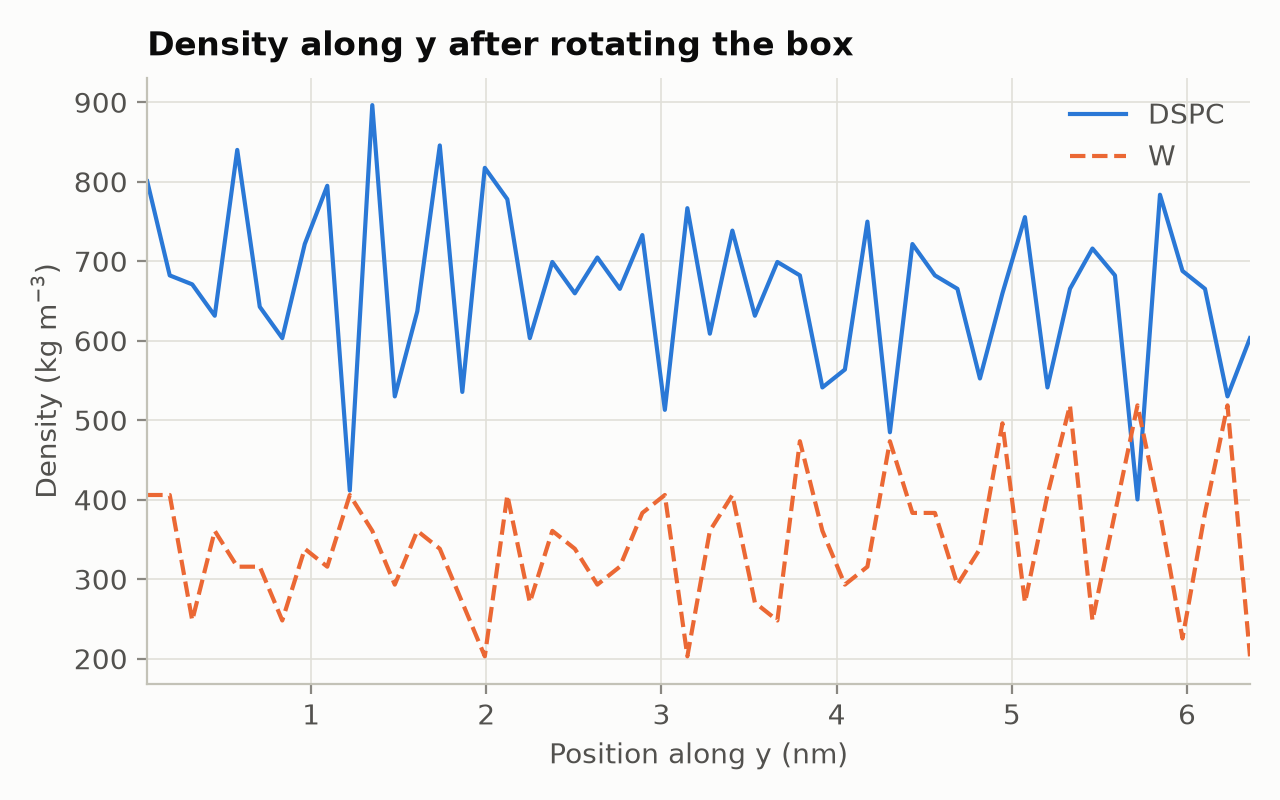 Density along y after rotating the box
DSPC
W
900
800
700
600
500
400
300
200
Density (kg m⁻³)
1 2 3 4 5 6
Position along y (nm)